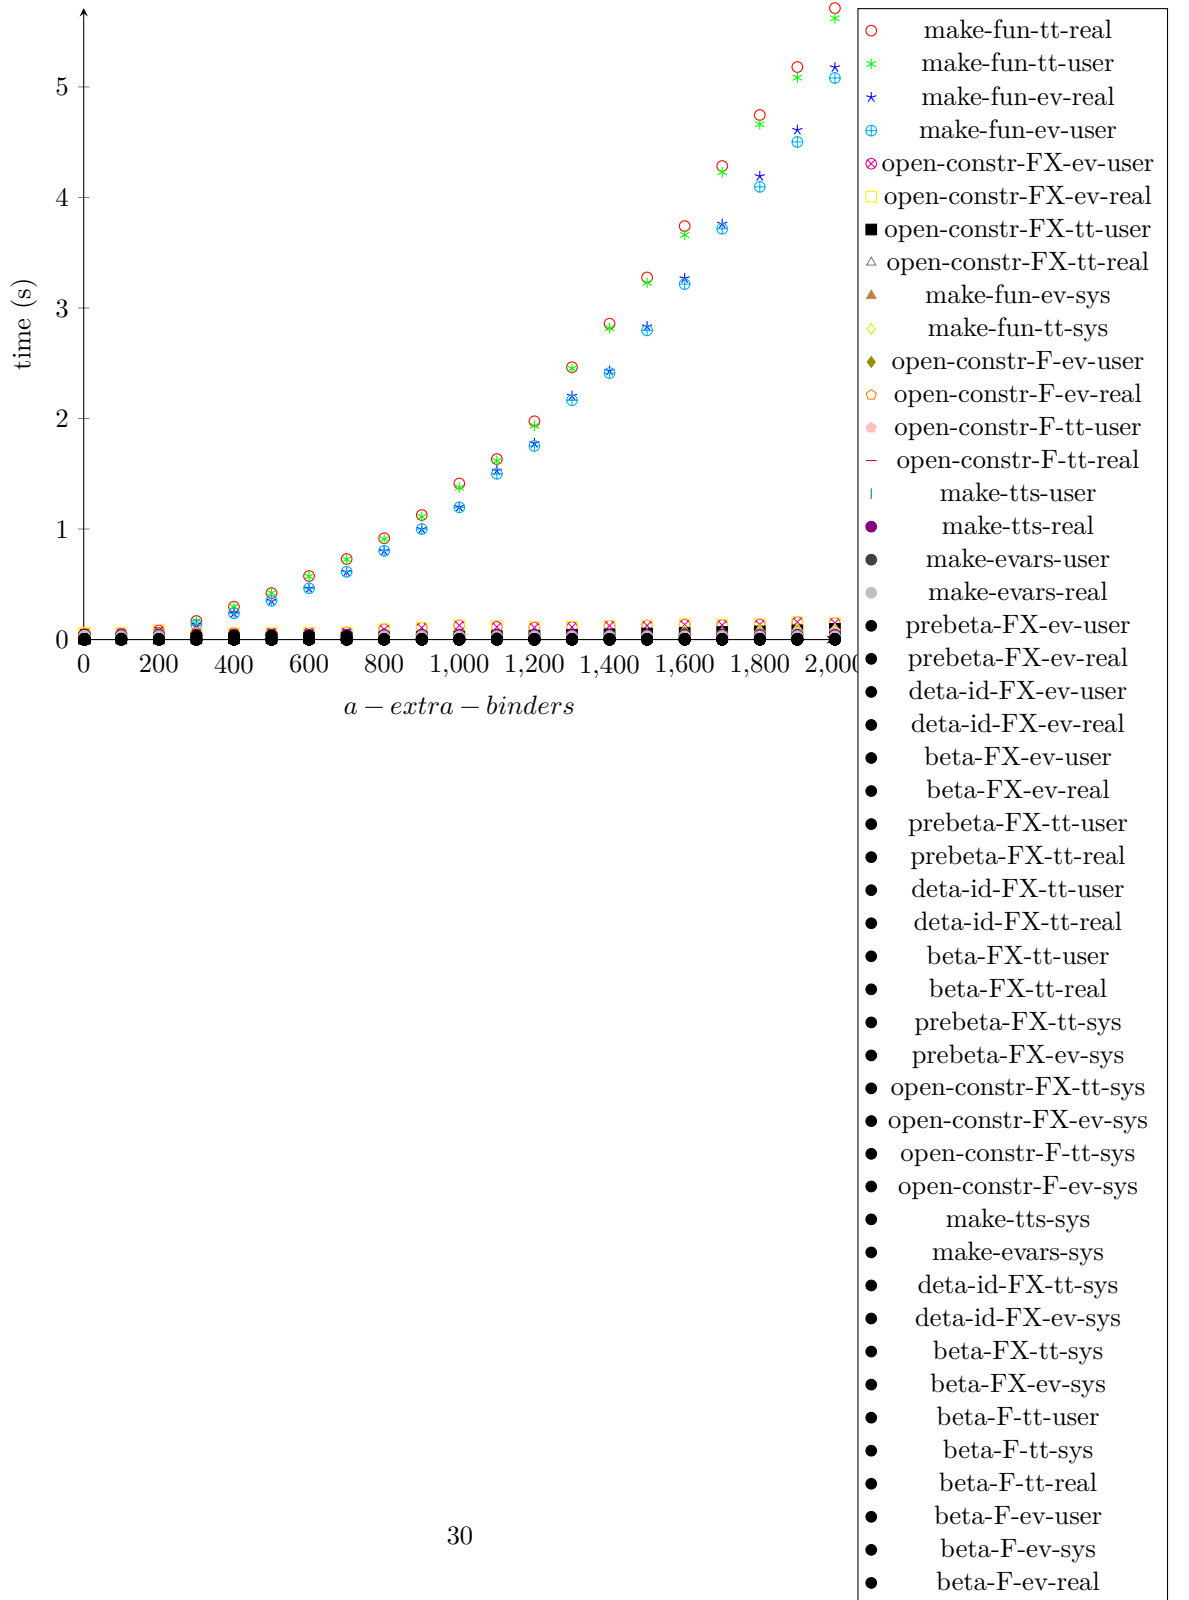 5
4
3
2
1
0
time (s)
0 200 400 600 800 1,000 1,200 1,400 1,600 1,800 2,000
a − extra − binders
make-fun-tt-real
make-fun-tt-user
make-fun-ev-real
make-fun-ev-user
open-constr-FX-ev-user
open-constr-FX-ev-real
open-constr-FX-tt-user
open-constr-FX-tt-real
make-fun-ev-sys
make-fun-tt-sys
open-constr-F-ev-user
open-constr-F-ev-real
open-constr-F-tt-user
open-constr-F-tt-real
make-tts-user
make-tts-real
make-evars-user
make-evars-real
prebeta-FX-ev-user
prebeta-FX-ev-real
deta-id-FX-ev-user
deta-id-FX-ev-real
beta-FX-ev-user
beta-FX-ev-real
prebeta-FX-tt-user
prebeta-FX-tt-real
deta-id-FX-tt-user
deta-id-FX-tt-real
beta-FX-tt-user
beta-FX-tt-real
prebeta-FX-tt-sys
prebeta-FX-ev-sys
open-constr-FX-tt-sys
open-constr-FX-ev-sys
open-constr-F-tt-sys
open-constr-F-ev-sys
make-tts-sys
make-evars-sys
deta-id-FX-tt-sys
deta-id-FX-ev-sys
beta-FX-tt-sys
beta-FX-ev-sys
beta-F-tt-user
beta-F-tt-sys
beta-F-tt-real
beta-F-ev-user
beta-F-ev-sys
beta-F-ev-real
30